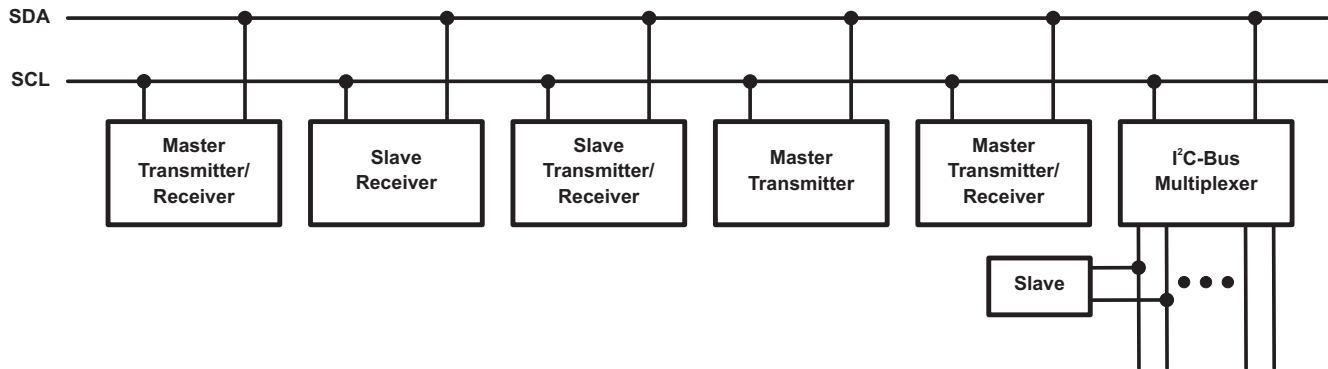 SDA
SCL
Master
Transmitter/
Receiver
Slave
Receiver
Slave
Transmitter/
Receiver
Master
Transmitter
Master
Transmitter/
Receiver
I²C-Bus
Multiplexer
Slave